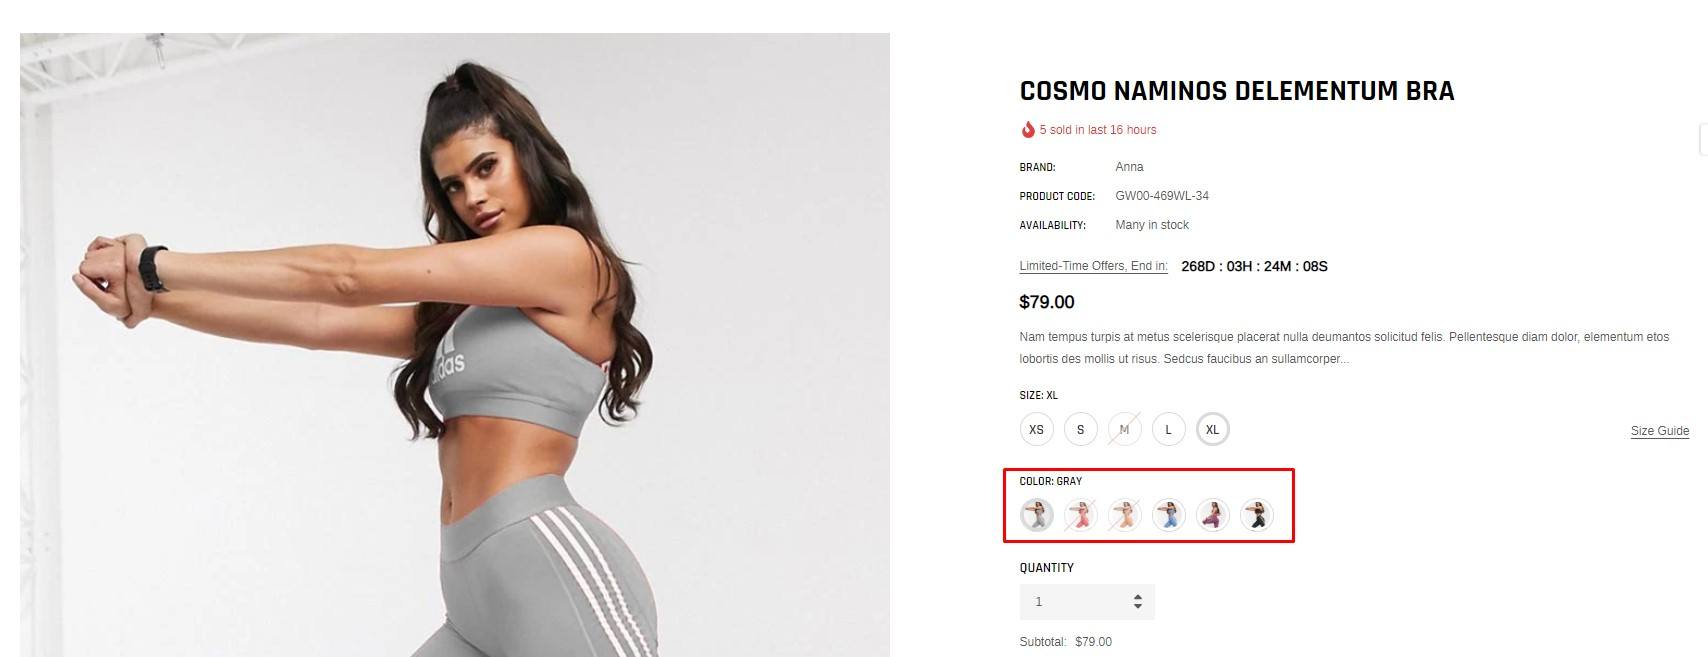 COSMO NAMINOS DELEMENTUM BRA
5 sold in last 16 hours
BRAND: Anna
PRODUCT CODE: GW00-469WL-34
AVAILABILITY: Many in stock
Limited-Time Offers, End in: 268D : 03H : 24M : 08S
$79.00
Nam tempus turpis at metus scelerisque placerat nulla deumantos solicitud felis. Pellentesque diam dolor, elementum etos
lobortis des mollis ut risus. Sedcus faucibus an sullamcorper...
SIZE: XL
XS S M L XL
Size Guide
COLOR: GRAY
QUANTITY
1
Subtotal: $79.00